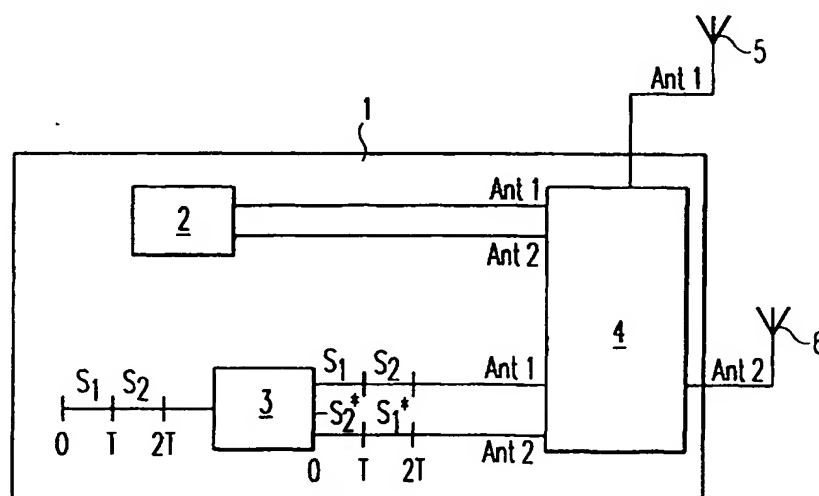 5
Ant 1
1
Ant 1
2
Ant 2
4
Ant 2
S₁ S₂ Ant 1
S₁ S₂ 3 -S₂* S₁*
0 T 2T 0 T 2T Ant 2